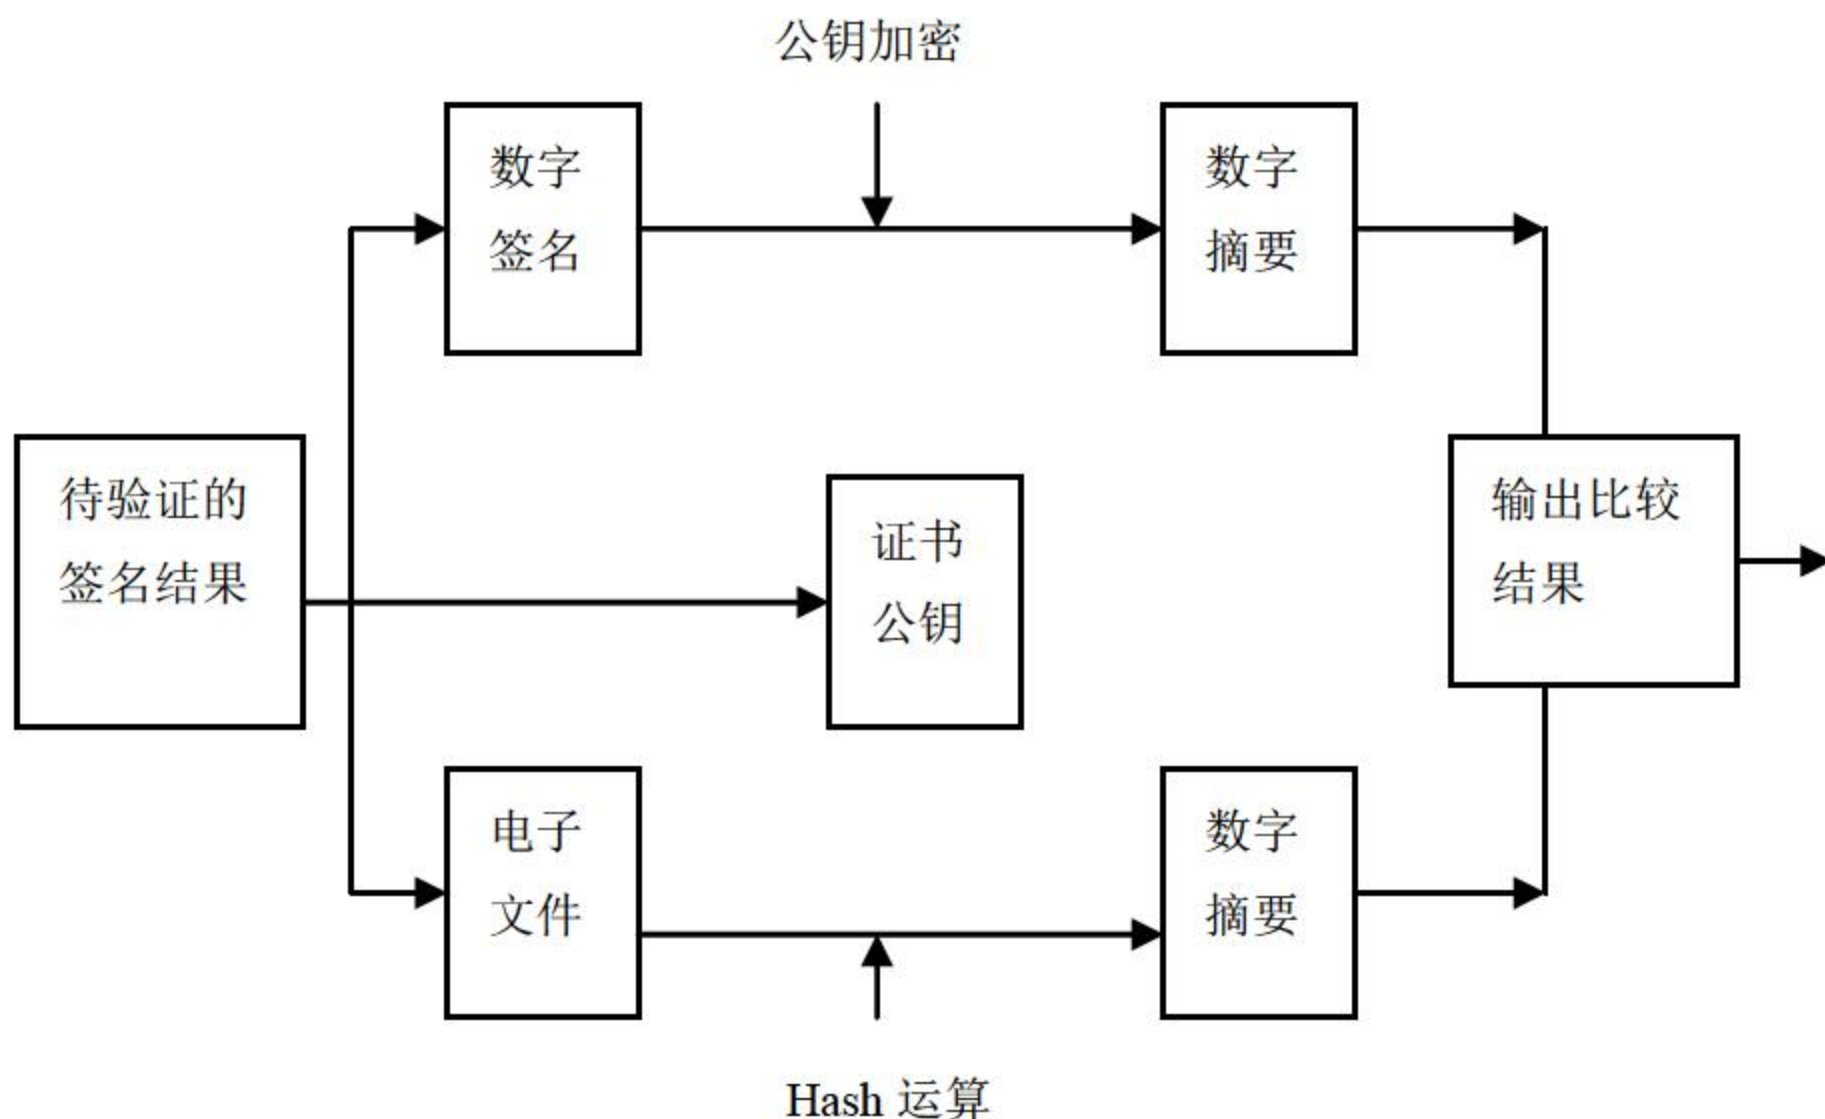 公钥加密
数字
签名
数字
摘要
待验证的
签名结果
证书
公钥
输出比较
结果
电子
文件
数字
摘要
Hash 运算